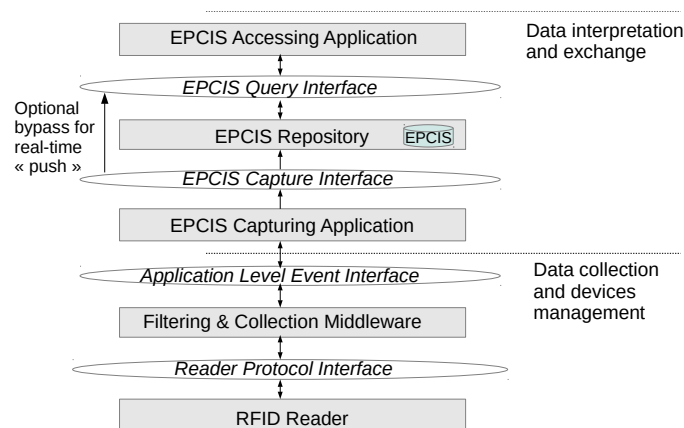 EPCIS Accessing Application
Data interpretation
and exchange
EPCIS Query Interface
Optional
bypass for
real-time
« push »
EPCIS Repository
EPCIS
EPCIS Capture Interface
EPCIS Capturing Application
Application Level Event Interface
Data collection
and devices
management
Filtering & Collection Middleware
Reader Protocol Interface
RFID Reader